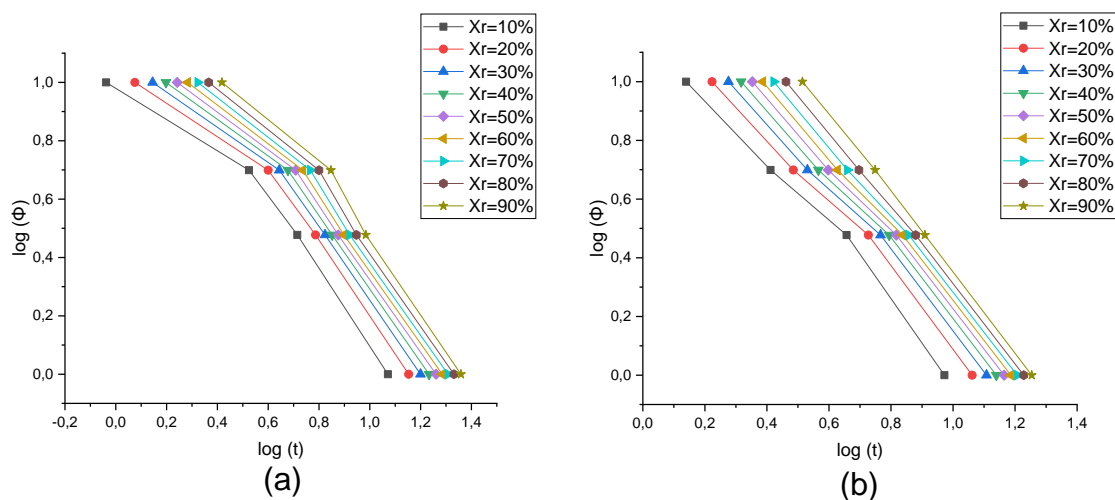 Xr=10%
Xr=20%
Xr=30%
Xr=40%
Xr=50%
Xr=60%
Xr=70%
Xr=80%
Xr=90%
1,0
0,8
0,6
0,4
0,2
0,0
log (Φ)
-0,2 0,0 0,2 0,4 0,6 0,8 1,0 1,2 1,4
log (t)
(a)
Xr=10%
Xr=20%
Xr=30%
Xr=40%
Xr=50%
Xr=60%
Xr=70%
Xr=80%
Xr=90%
1,0
0,8
0,6
0,4
0,2
0,0
log (Φ)
0,0 0,2 0,4 0,6 0,8 1,0 1,2 1,4
log (t)
(b)